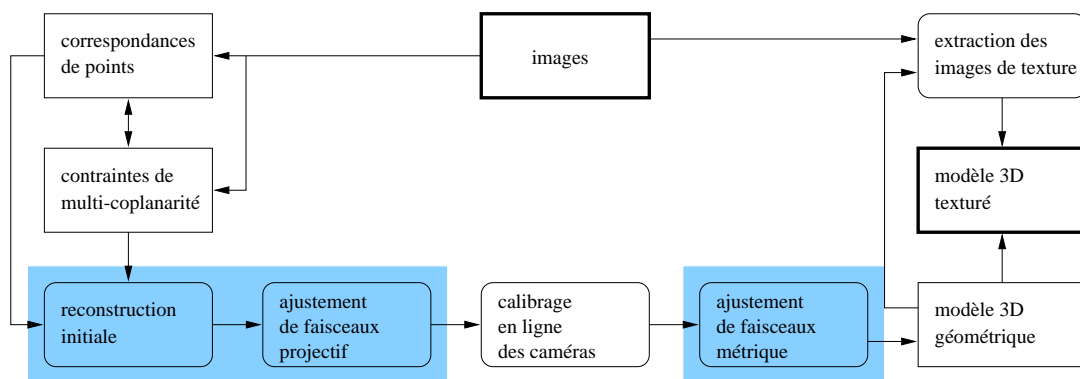 correspondances
de points
images
extraction des
images de texture
contraintes de
multi-coplanarité
modèle 3D
texturé
reconstruction
initiale
ajustement
de faisceaux
projectif
calibrage
en ligne
des caméras
ajustement
de faisceaux
métrique
modèle 3D
géométrique